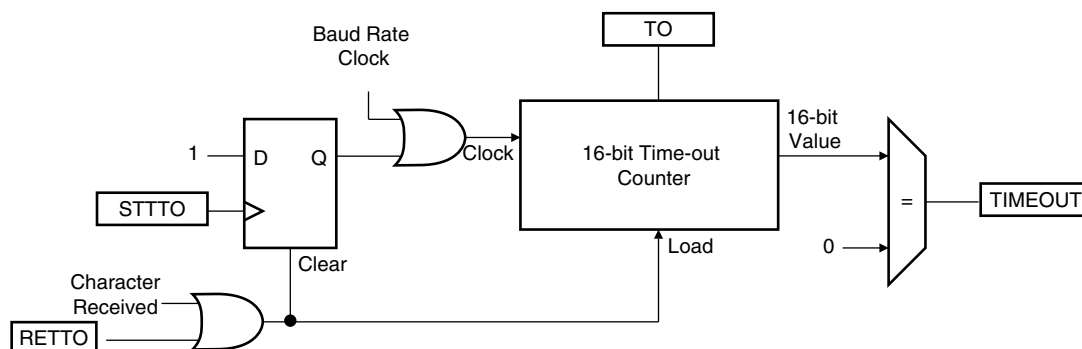 TO
Baud Rate
Clock
1
D
Q
Clock
16-bit Time-out
Counter
16-bit
Value
=
TIMEOUT
STTTO
Clear
Load
0
Character
Received
RETTO